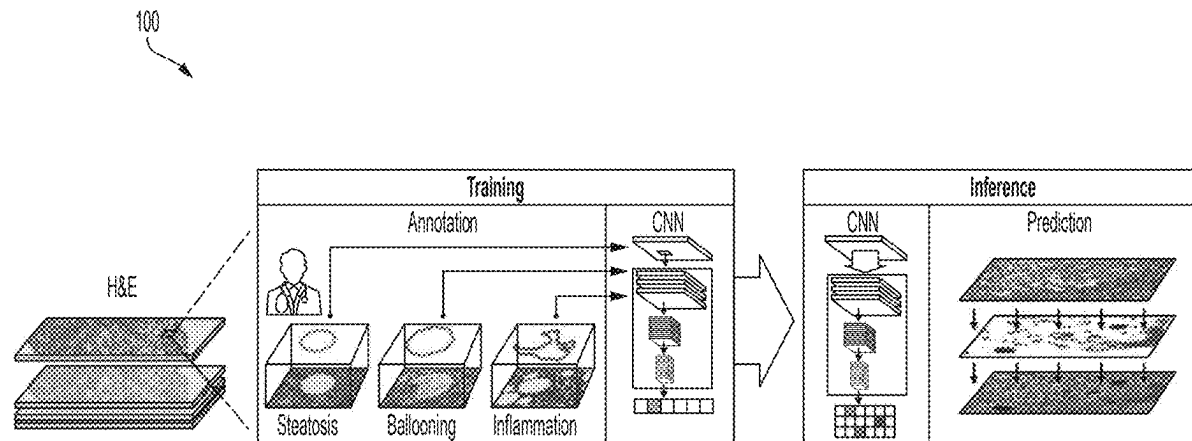 100
Training
Inference
Annotation
CNN
CNN
Prediction
H&E
Steatosis
Ballooning
Inflammation